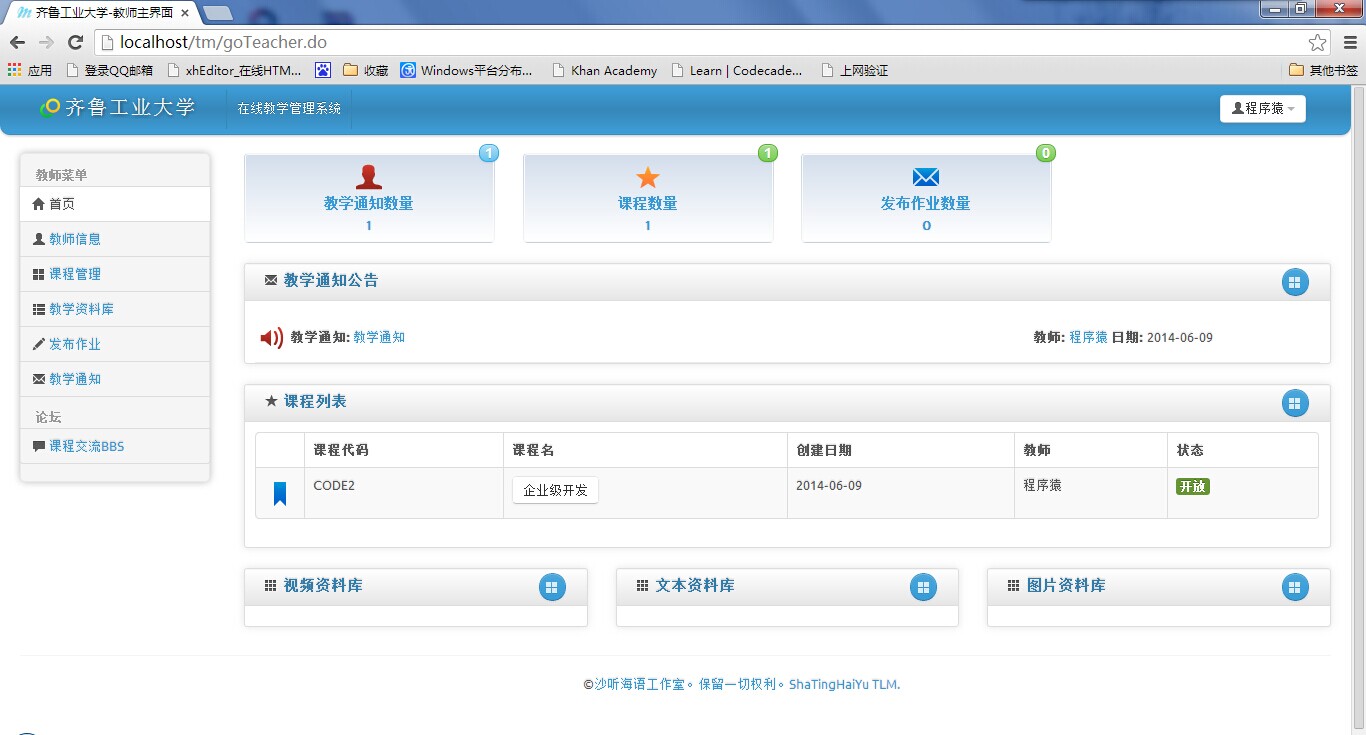 齐鲁工业大学-教师主界面
localhost/tm/goTeacher.do
应用 登录QQ邮箱 xhEditor_在线HTM... 收藏 Windows平台分布... Khan Academy Learn | Codecade... 上网验证 其他书签
齐鲁工业大学 在线教学管理系统 程序猿
教师菜单
首页
教师信息
课程管理
教学资料库
发布作业
教学通知
论坛
课程交流BBS
1
教学通知数量
1
1
课程数量
1
0
发布作业数量
0
教学通知公告
教学通知: 教学通知 教师: 程序猿 日期: 2014-06-09
课程列表
课程代码 课程名 创建日期 教师 状态
CODE2 企业级开发 2014-06-09 程序猿 开放
视频资料库 文本资料库 图片资料库
©沙听海语工作室。保留一切权利。ShaTingHaiYu TLM.